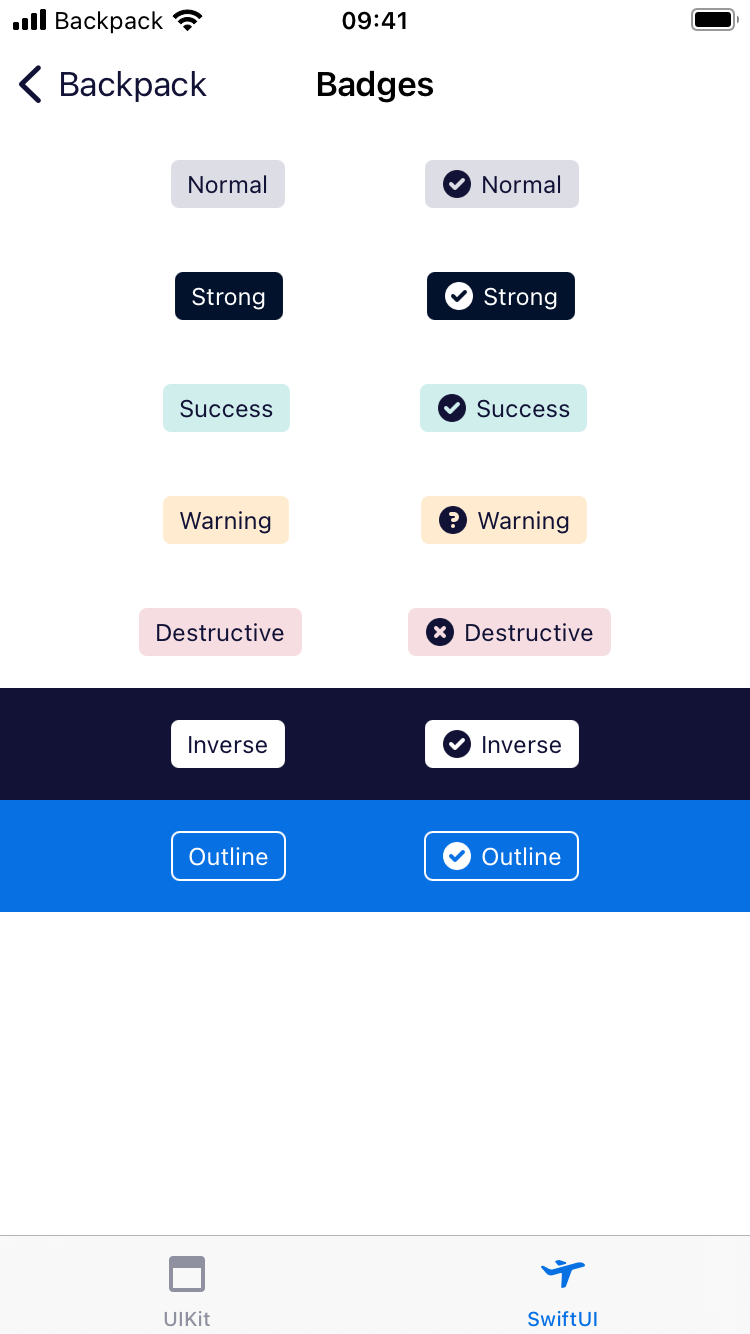 Backpack 09:41
Backpack Badges
Normal Normal
Strong Strong
Success Success
Warning Warning
Destructive Destructive
Inverse Inverse
Outline Outline
UIKit SwiftUI